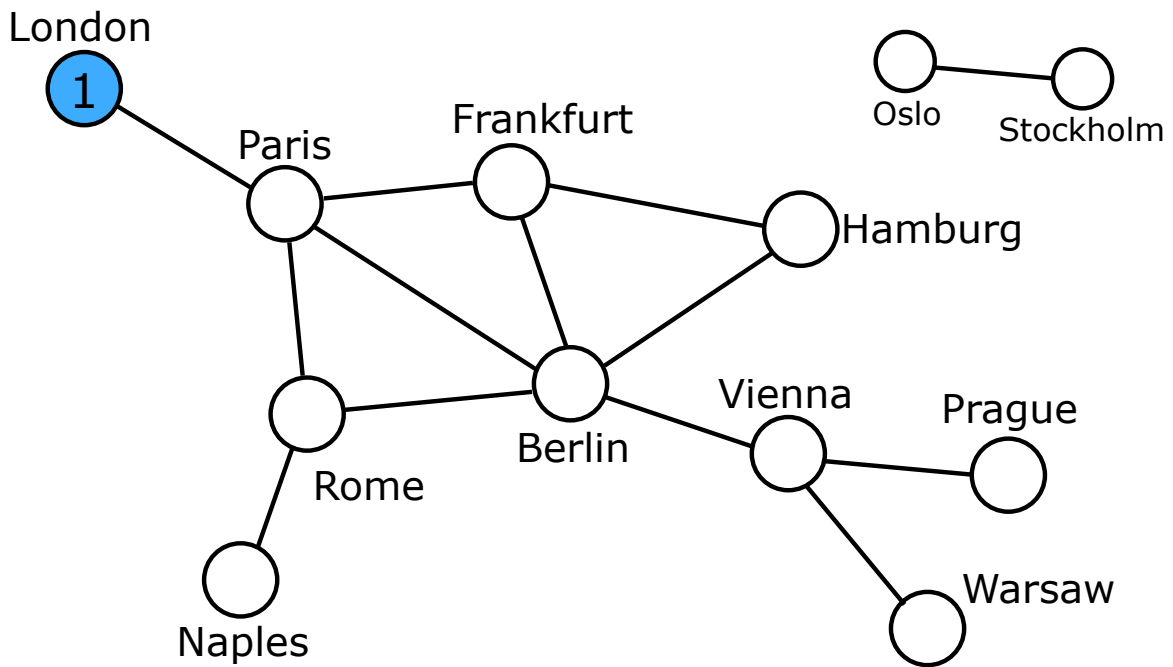 London
1
Paris
Frankfurt
Oslo
Stockholm
Hamburg
Berlin
Vienna
Prague
Rome
Warsaw
Naples